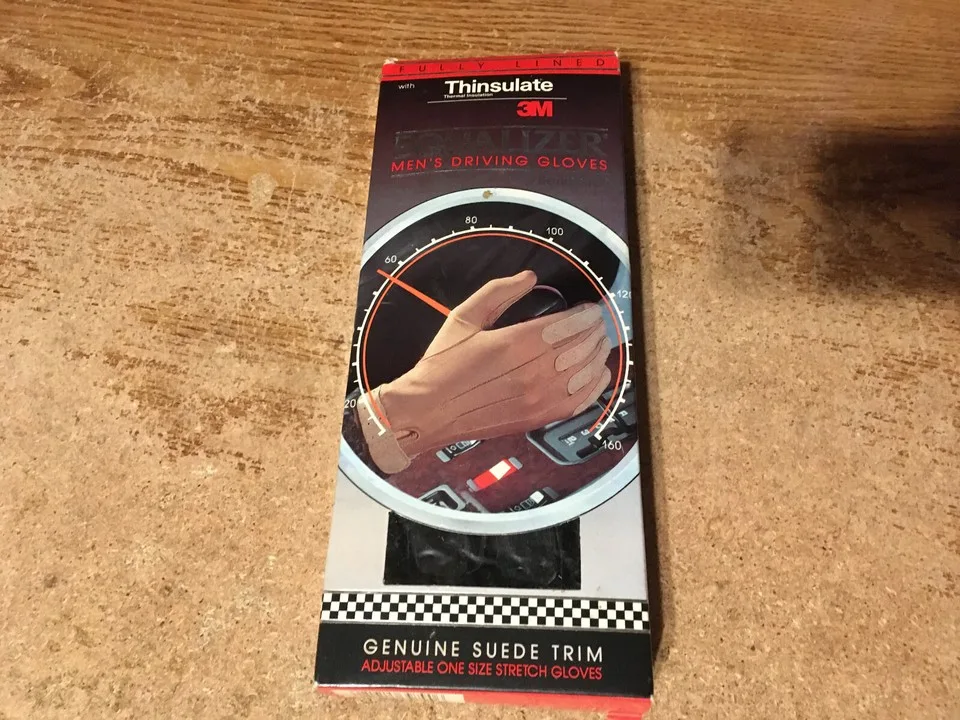 FULLY LINED
with Thinsulate
Thermal Insulation
3M
EQUALIZER
MEN'S DRIVING GLOVES
80
100
60
120
20
160
GENUINE SUEDE TRIM
ADJUSTABLE ONE SIZE STRETCH GLOVES